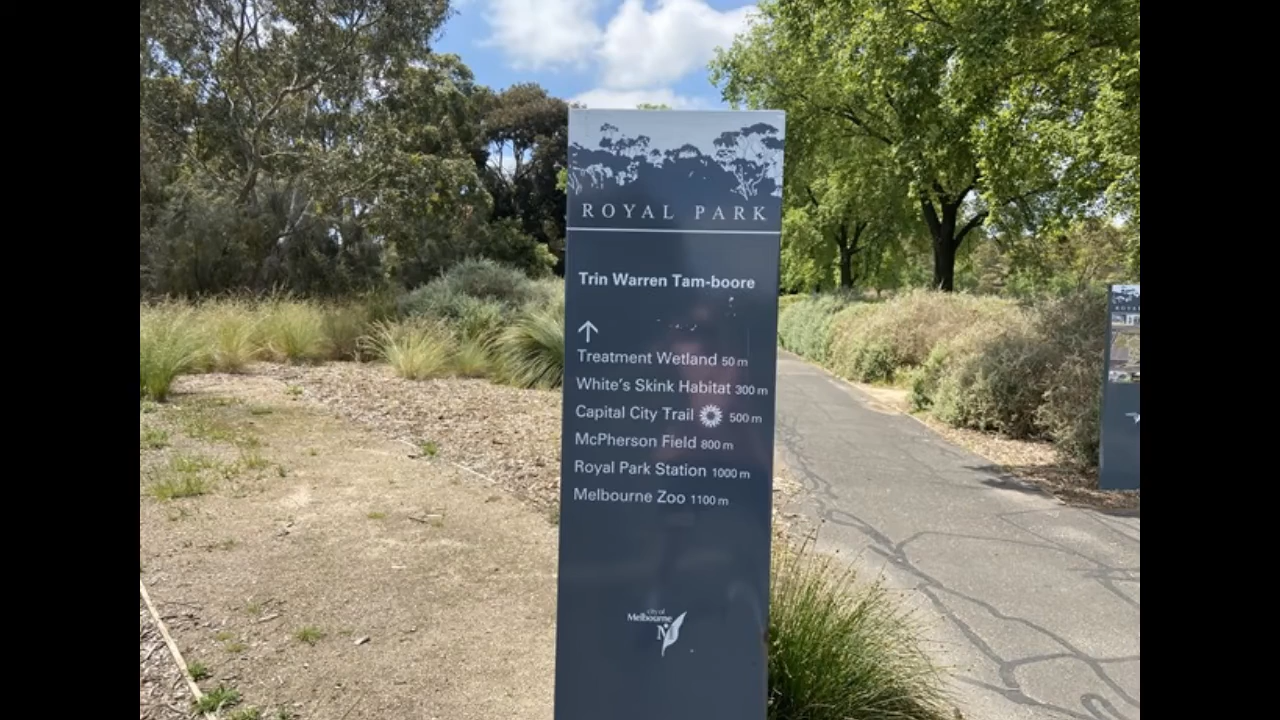 ROYAL PARK
Trin Warren Tam-boore
Treatment Wetland 50 m
White's Skink Habitat 300 m
Capital City Trail 500 m
McPherson Field 800 m
Royal Park Station 1000 m
Melbourne Zoo 1100 m
city of
Melbourne